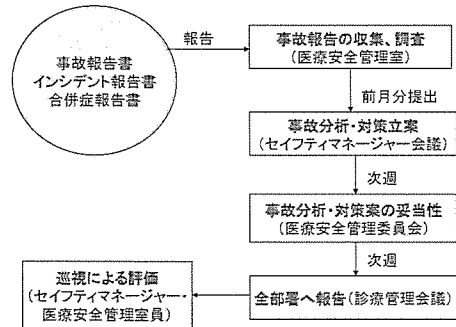 事故報告書
インシデント報告書
合併症報告書
報告
事故報告の収集、調査
(医療安全管理室)
前月分提出
事故分析・対策立案
(セイフティマネージャー会議)
次週
事故分析・対策案の妥当性
(医療安全管理委員会)
次週
全部署へ報告(診療管理会議)
巡視による評価
(セイフティマネージャー・
医療安全管理室員)